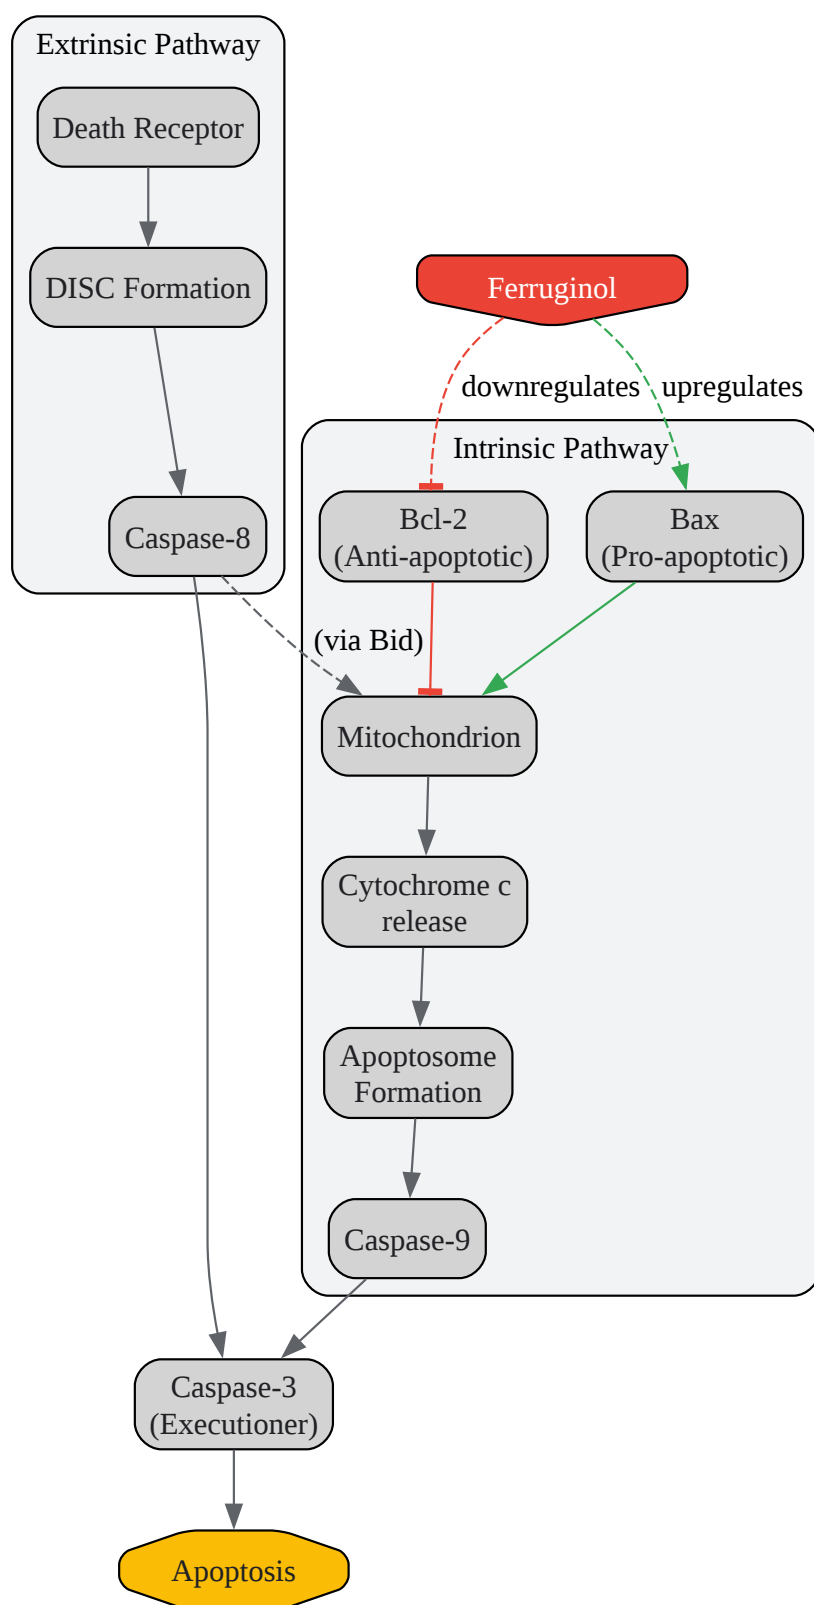 Extrinsic Pathway
Death Receptor
DISC Formation
Caspase-8
Ferruginol
downregulates
upregulates
Intrinsic Pathway
Bcl-2
(Anti-apoptotic)
Bax
(Pro-apoptotic)
(via Bid)
Mitochondrion
Cytochrome c
release
Apoptosome
Formation
Caspase-9
Caspase-3
(Executioner)
Apoptosis